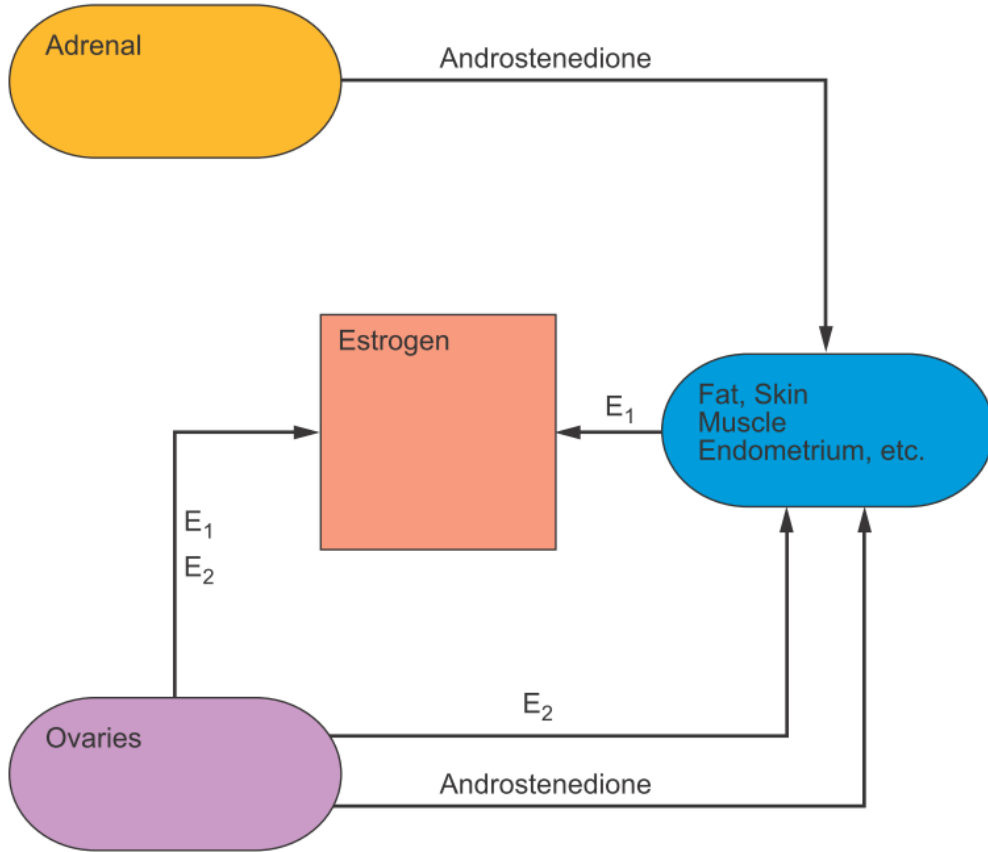 Adrenal
Androstenedione
Estrogen
Fat, Skin
Muscle
Endometrium, etc.
E₁
E₁
E₂
Ovaries
E₂
Androstenedione